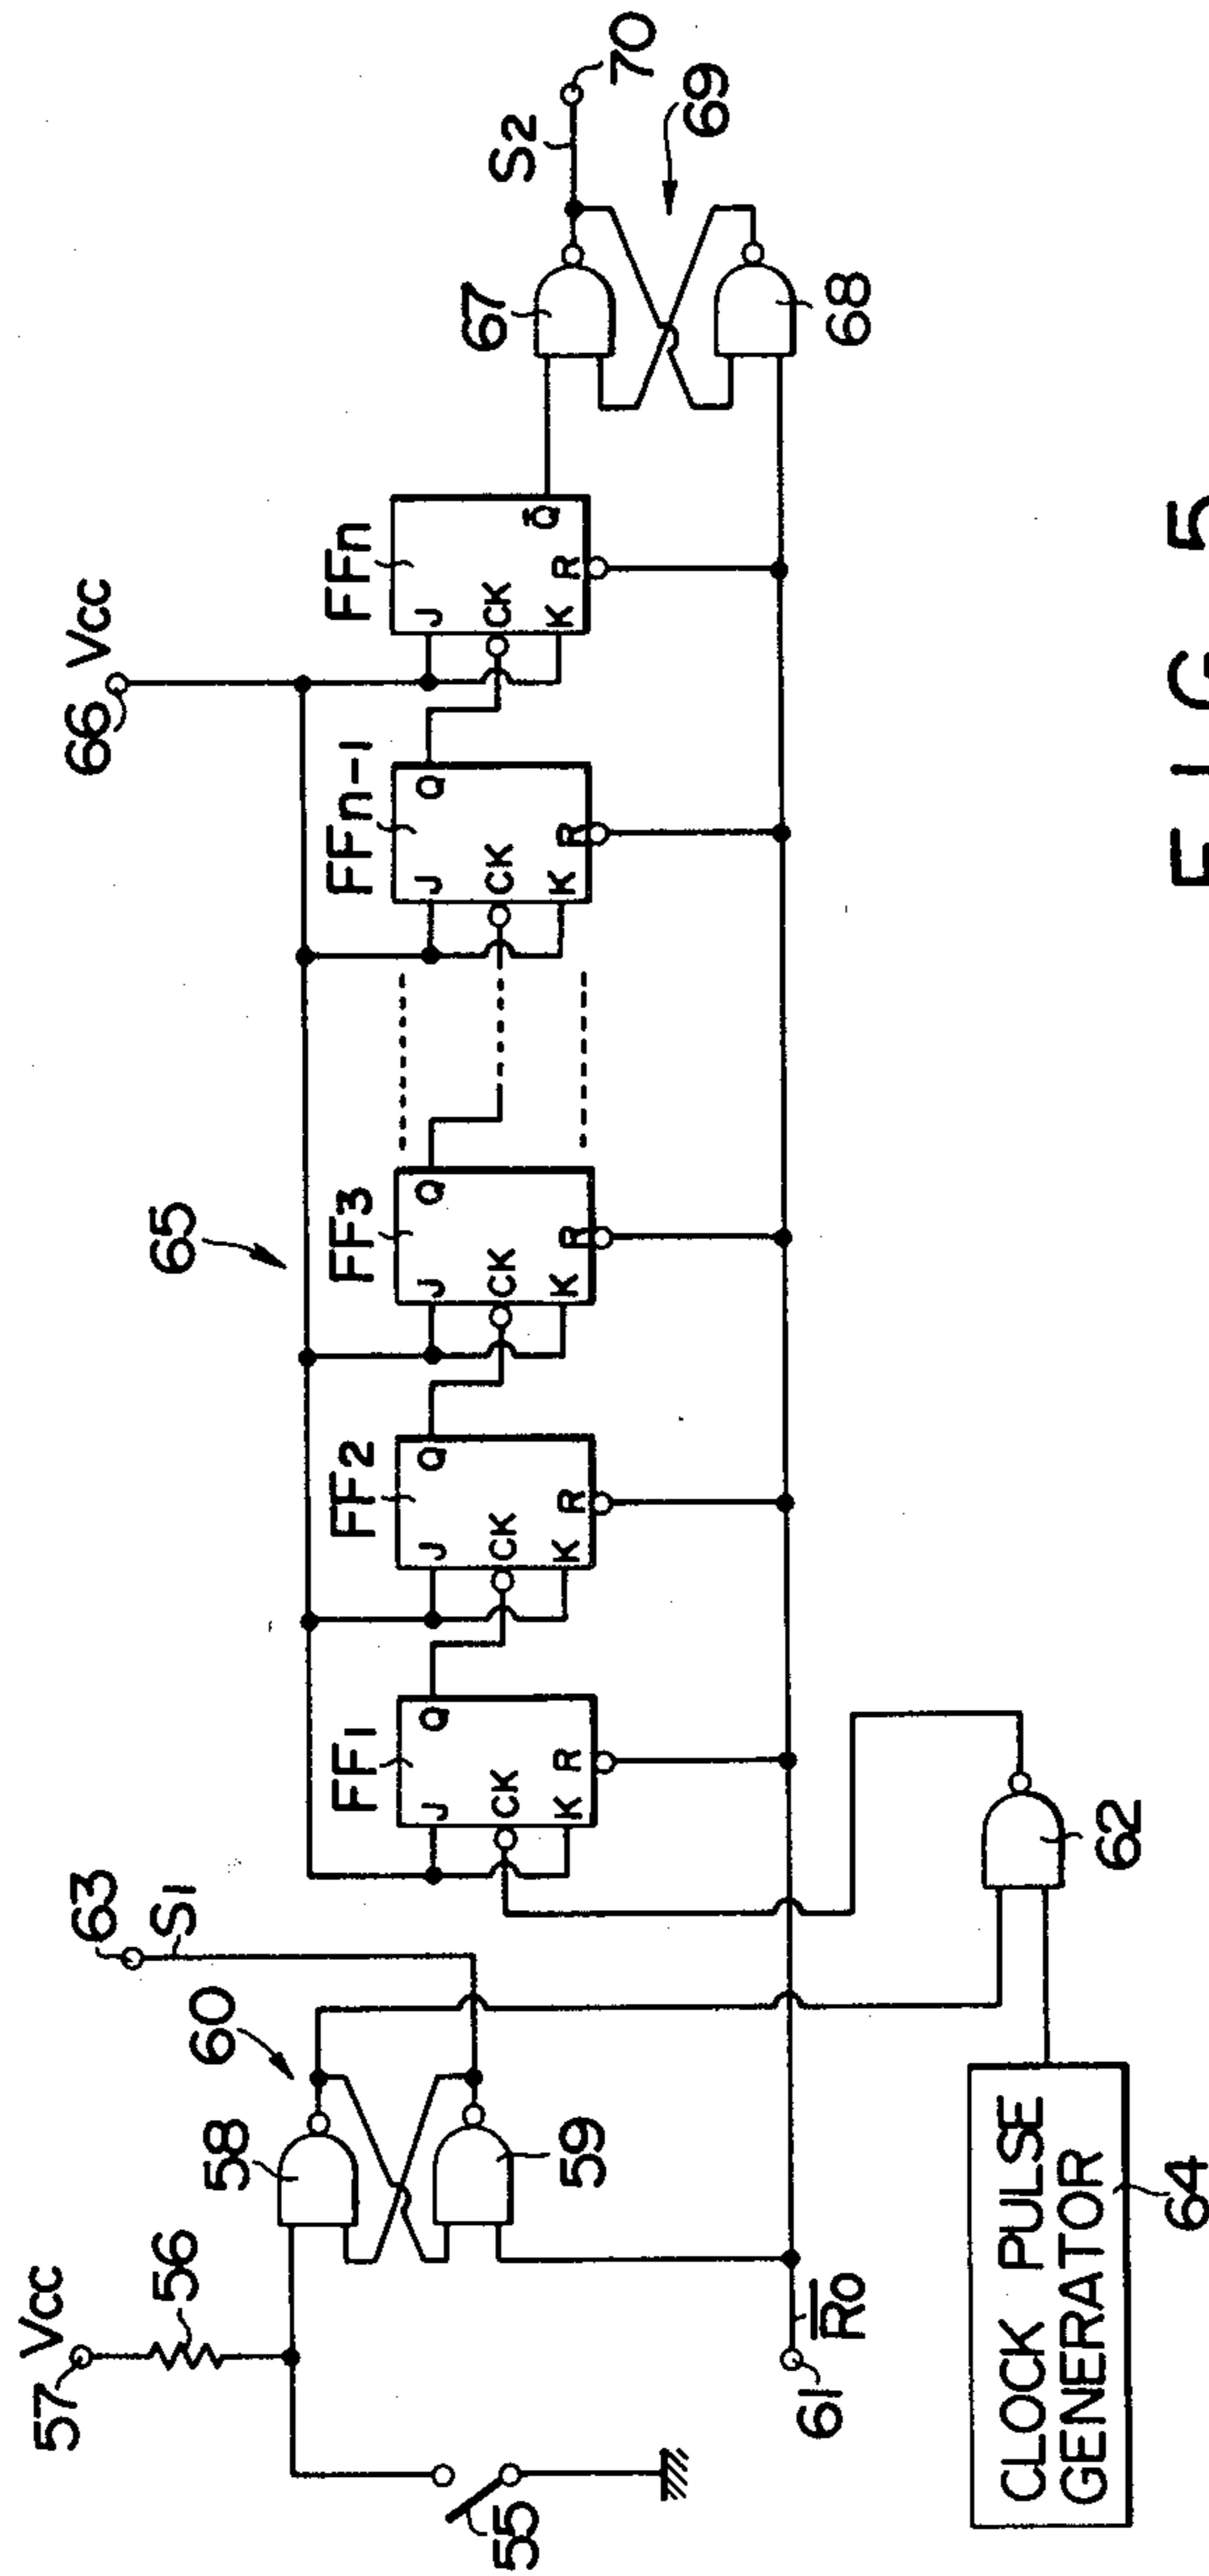 57 Vcc
56
55
58
60
59
63
S1
61
R̅o̅
CLOCK PULSE
GENERATOR
64
62
65
66 Vcc
FF1
J
CK
K
Q
R
FF2
J
CK
K
Q
R
FF3
J
CK
K
Q
R
FFn-1
J
CK
K
Q
R
FFn
J
CK
K
Q̅
R
67
68
69
S2
70